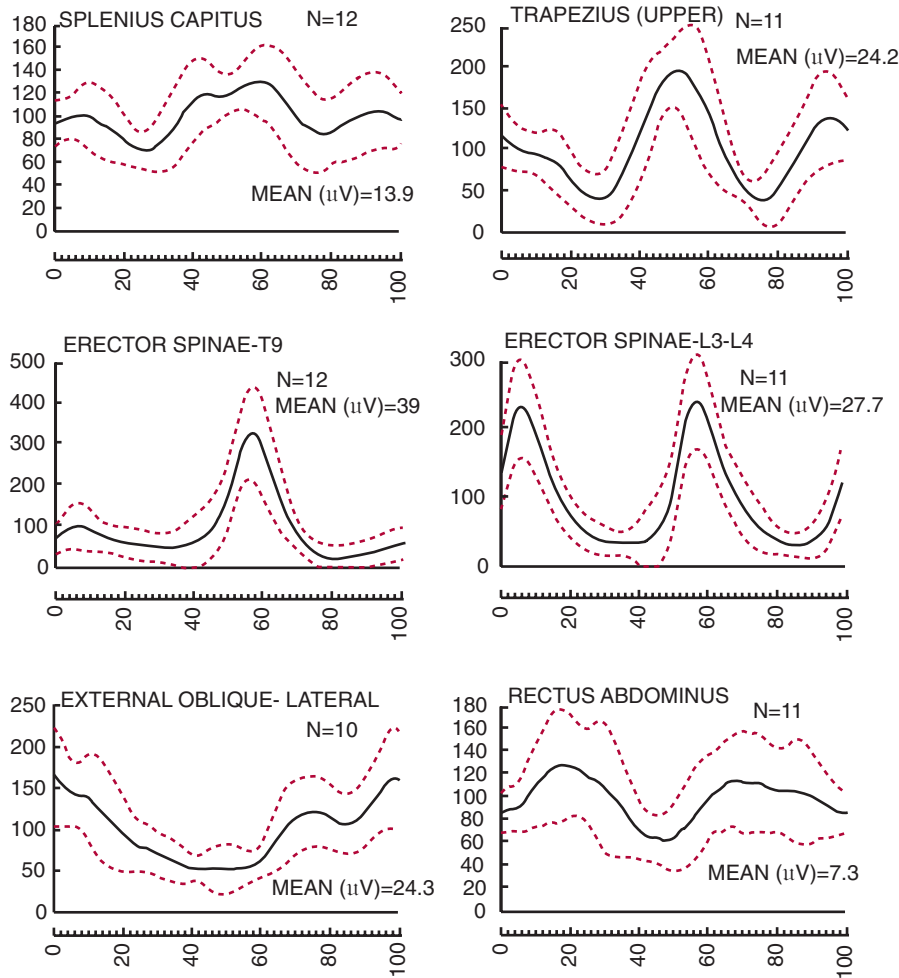 SPLENIUS CAPITUS N=12
180
160
140
120
100
80
60
40
20
0
MEAN (µV)=13.9
0 20 40 60 80 100
TRAPEZIUS (UPPER) N=11
MEAN (µV)=24.2
250
200
150
100
50
0
0 20 40 60 80 100
ERECTOR SPINAE-T9
N=12
MEAN (µV)=39
500
400
300
200
100
0
0 20 40 60 80 100
ERECTOR SPINAE-L3-L4
N=11
MEAN (µV)=27.7
300
200
100
0
0 20 40 60 80 100
EXTERNAL OBLIQUE- LATERAL
N=10
250
200
150
100
50
0
MEAN (µV)=24.3
0 20 40 60 80 100
RECTUS ABDOMINUS
N=11
180
160
140
120
100
80
60
40
20
0
MEAN (µV)=7.3
0 20 40 60 80 100